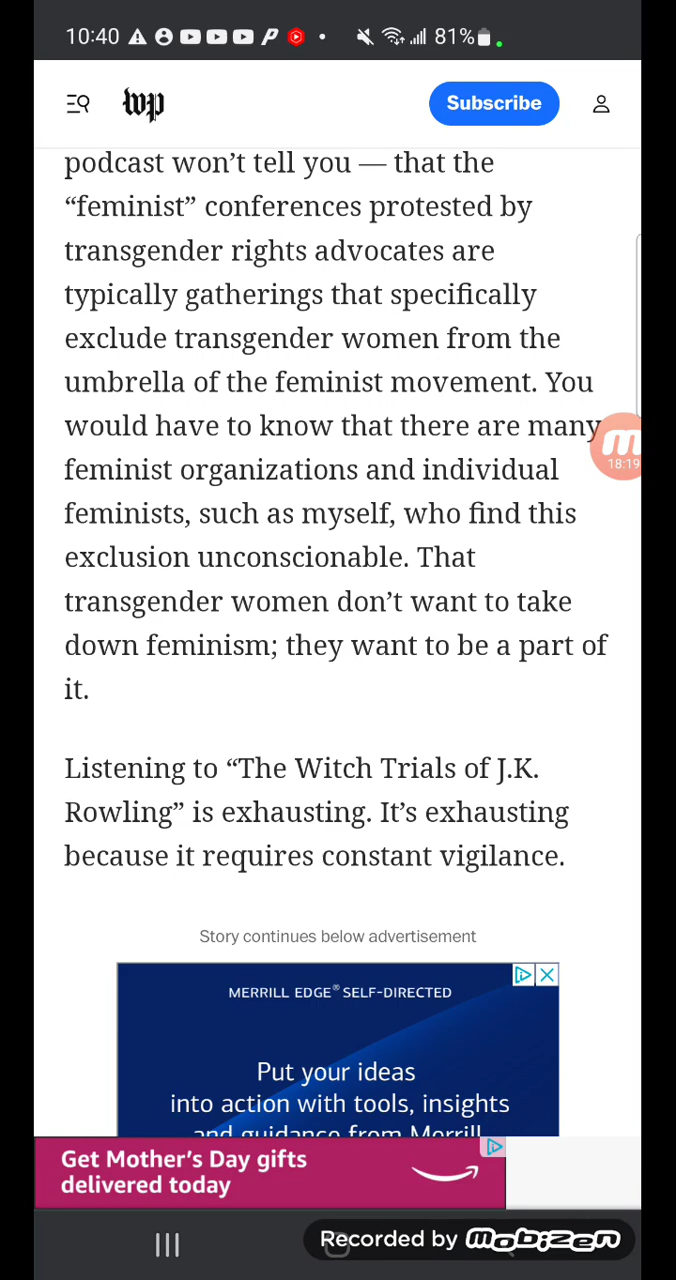 10:40 81%
wp
Subscribe
podcast won’t tell you — that the
“feminist” conferences protested by
transgender rights advocates are
typically gatherings that specifically
exclude transgender women from the
umbrella of the feminist movement. You
would have to know that there are many
feminist organizations and individual
feminists, such as myself, who find this
exclusion unconscionable. That
transgender women don’t want to take
down feminism; they want to be a part of
it.
m
18:19
Listening to “The Witch Trials of J.K.
Rowling” is exhausting. It’s exhausting
because it requires constant vigilance.
Story continues below advertisement
MERRILL EDGE® SELF-DIRECTED
Put your ideas
into action with tools, insights
and guidance from Merrill
Get Mother’s Day gifts
delivered today
Recorded by mobizen